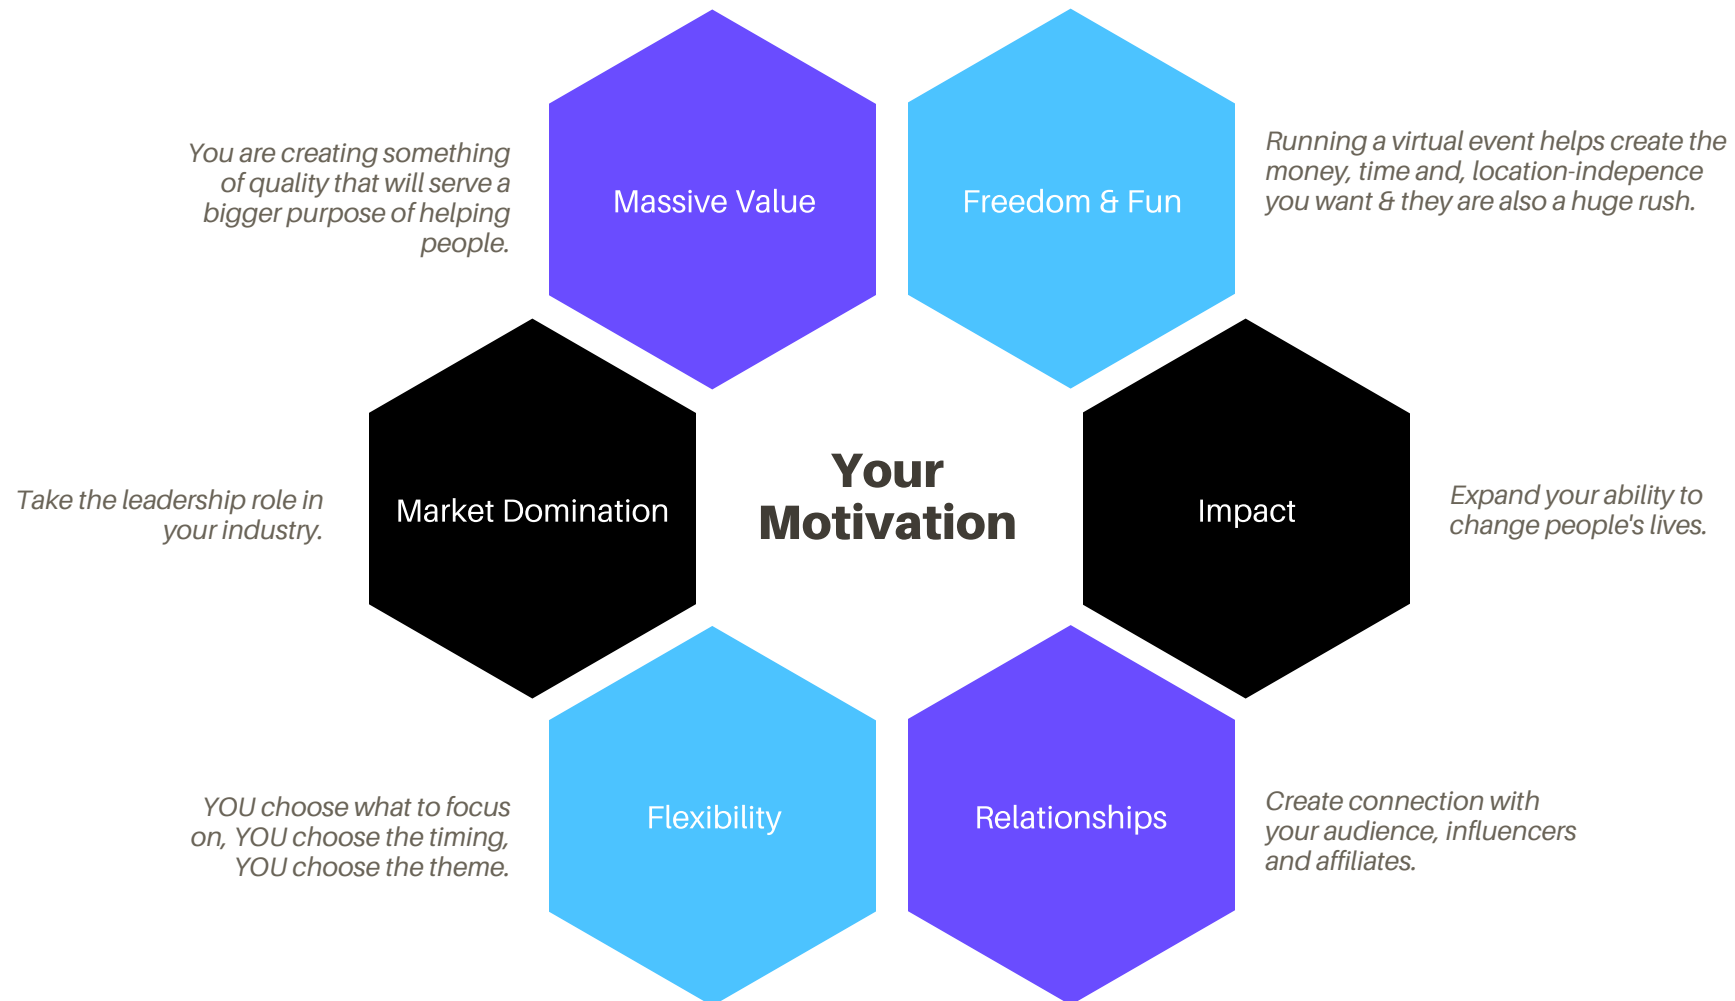 You are creating something
of quality that will serve a
bigger purpose of helping
people.
Massive Value
Freedom & Fun
Running a virtual event helps create the
money, time and, location-indepence
you want & they are also a huge rush.
Take the leadership role in
your industry.
Market Domination
Your
Motivation
Impact
Expand your ability to
change people's lives.
YOU choose what to focus
on, YOU choose the timing,
YOU choose the theme.
Flexibility
Relationships
Create connection with
your audience, influencers
and affiliates.